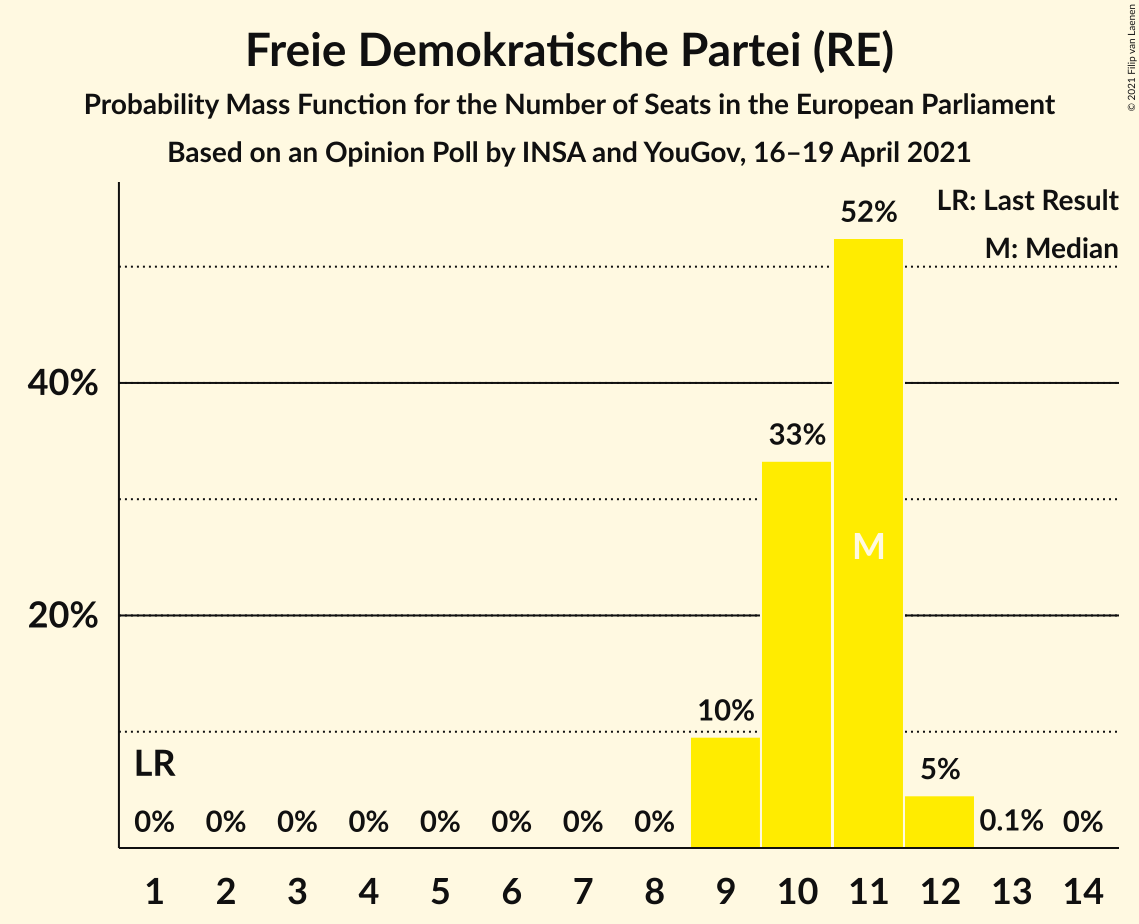 Freie Demokratische Partei (RE)
Probability Mass Function for the Number of Seats in the European Parliament
Based on an Opinion Poll by INSA and YouGov, 16–19 April 2021
© 2021 Filip van Laenen
LR: Last Result
M: Median
52%
40%
33%
M
20%
10%
LR
5%
0% 0% 0% 0% 0% 0% 0% 0% 0.1% 0%
1 2 3 4 5 6 7 8 9 10 11 12 13 14